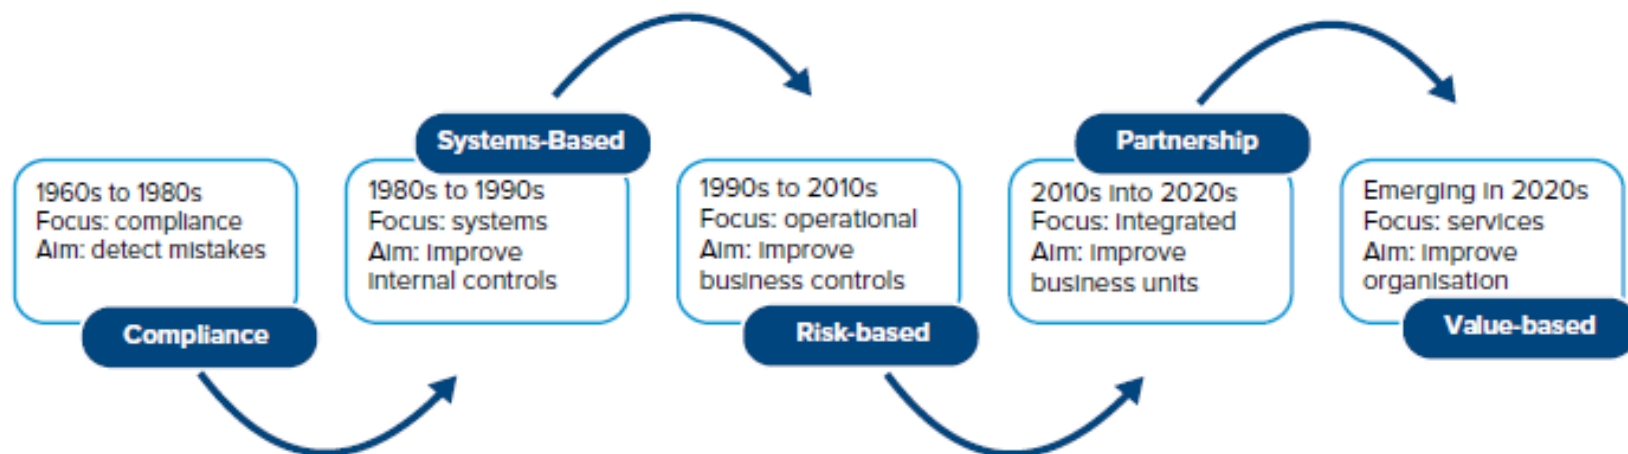 1960s to 1980s
Focus: compliance
Aim: detect mistakes
Compliance
Systems-Based
1980s to 1990s
Focus: systems
Aim: improve
internal controls
1990s to 2010s
Focus: operational
Aim: improve
business controls
Risk-based
Partnership
2010s into 2020s
Focus: integrated
Aim: improve
business units
Emerging in 2020s
Focus: services
Aim: improve
organisation
Value-based